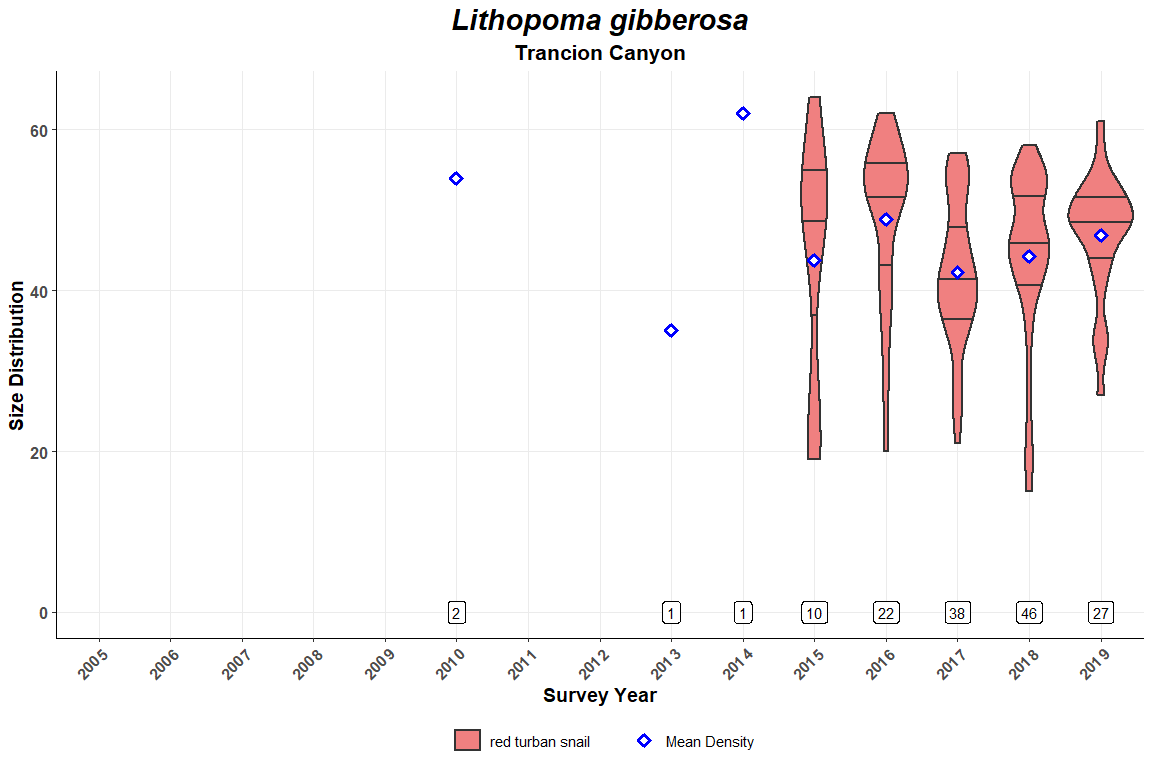 Lithopoma gibberosa
Trancion Canyon
Size Distribution
60
40
20
0
2 1 1 10 22 38 46 27
2005 2006 2007 2008 2009 2010 2011 2012 2013 2014 2015 2016 2017 2018 2019
Survey Year
red turban snail Mean Density